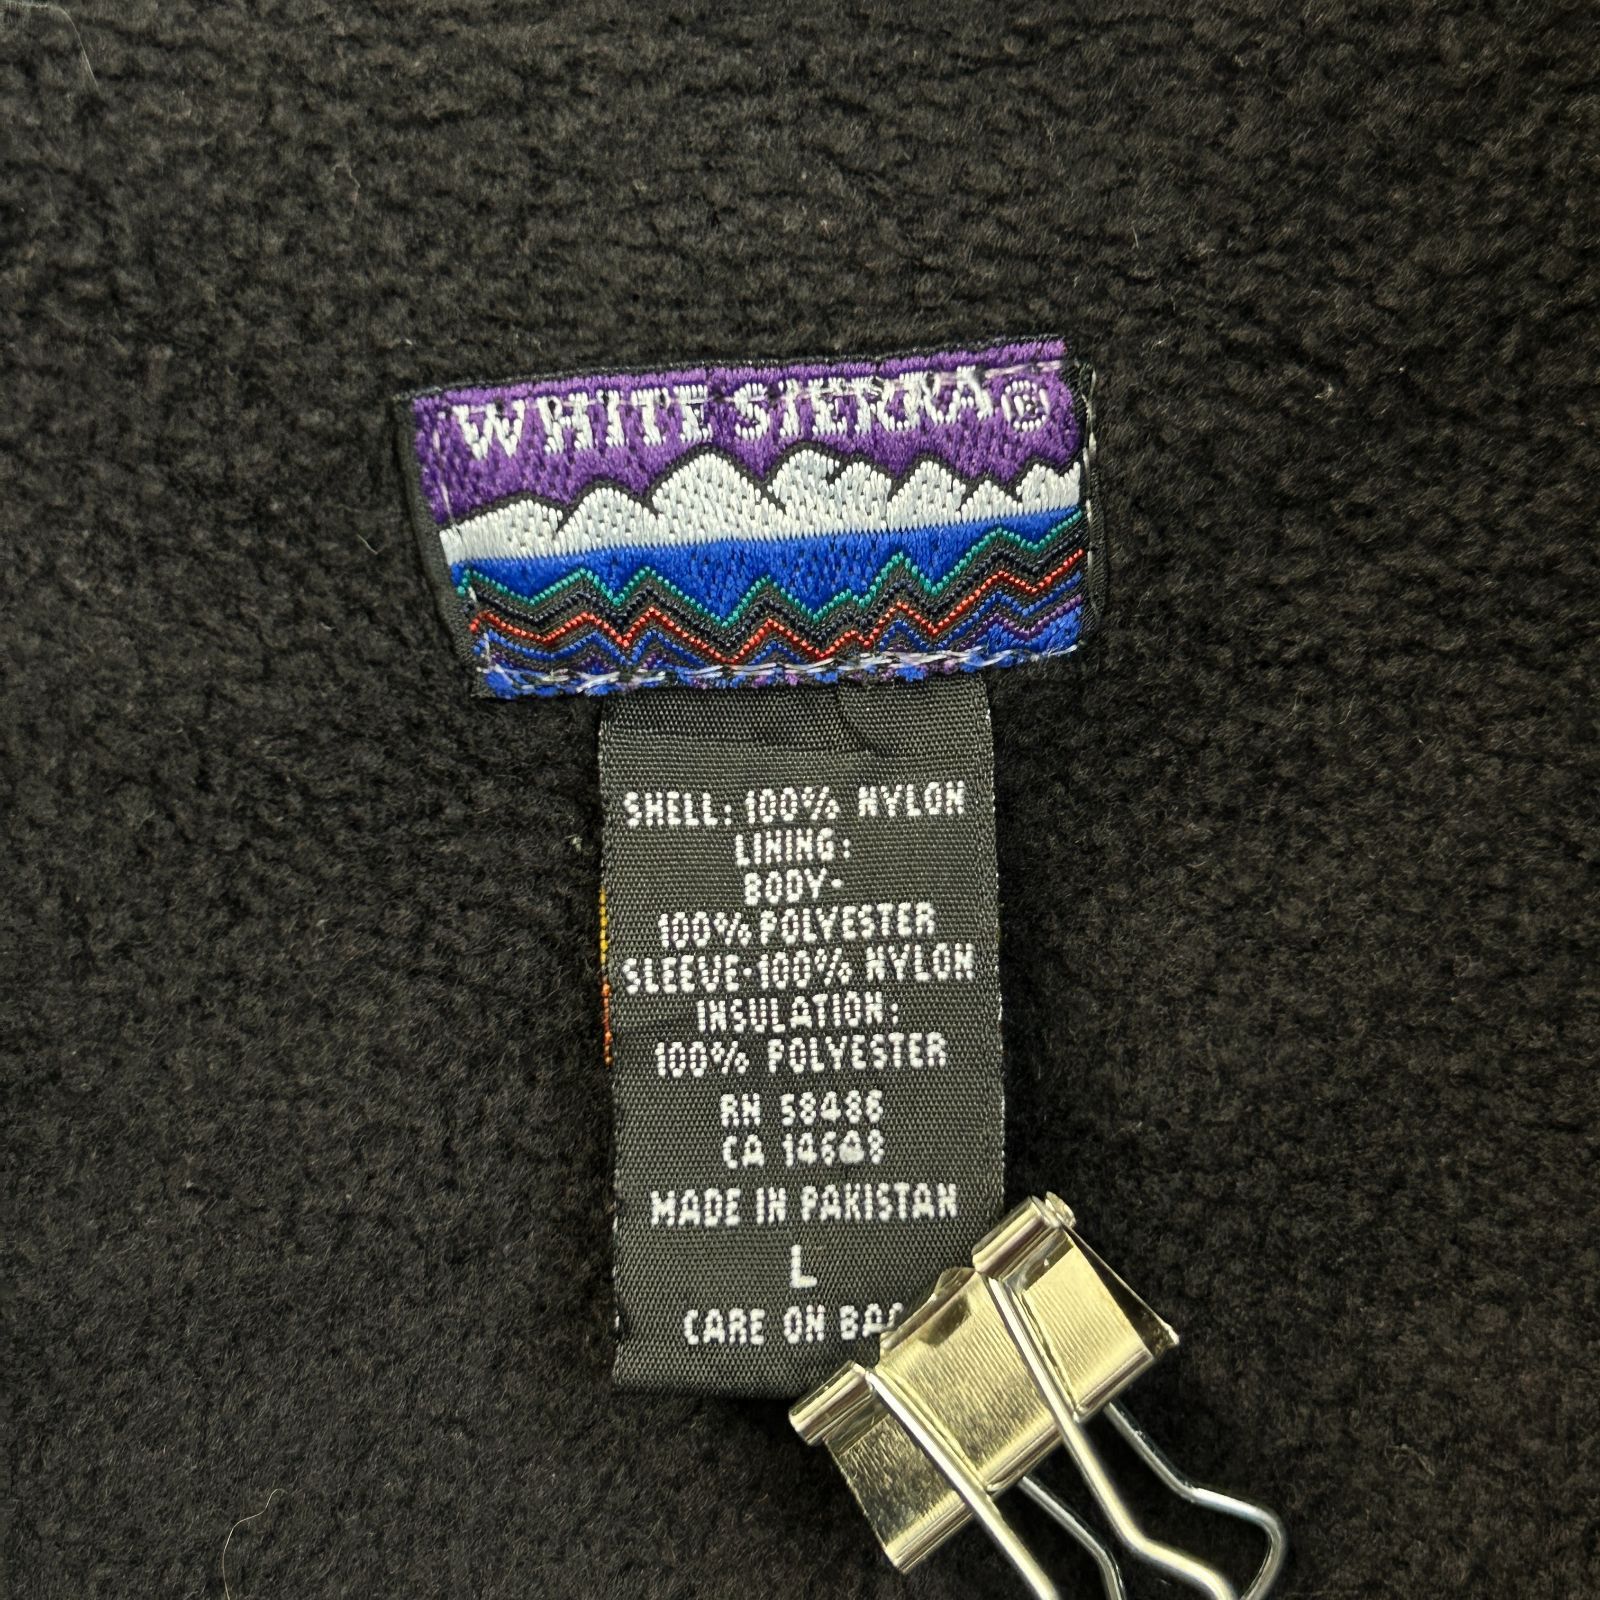 WHITE SIERRA®
SHELL: 100% NYLON
LINING:
BODY-
100% POLYESTER
SLEEVE-100% NYLON
INSULATION:
100% POLYESTER
RN 58486
CA
MADE IN PAKISTAN
L
CARE ON